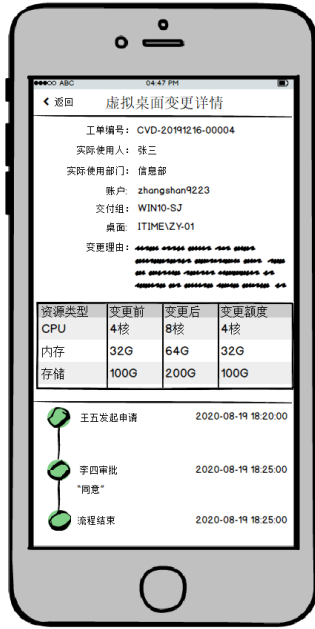 ABC 04:47 PM
返回 虚拟桌面变更详情
工单编号： CVD-20191216-00004
实际使用人： 张三
实际使用部门： 信息部
账户: zhangshan9223
交付组： WIN10-SJ
桌面: ITIME\ZY-01
变更理由：
资源类型 变更前 变更后 变更额度
CPU 4核 8核 4核
内存 32G 64G 32G
存储 100G 200G 100G
王五发起申请 2020-08-19 18:20:00
李四审批 2020-08-19 18:25:00
“同意”
流程结束 2020-08-19 18:25:00